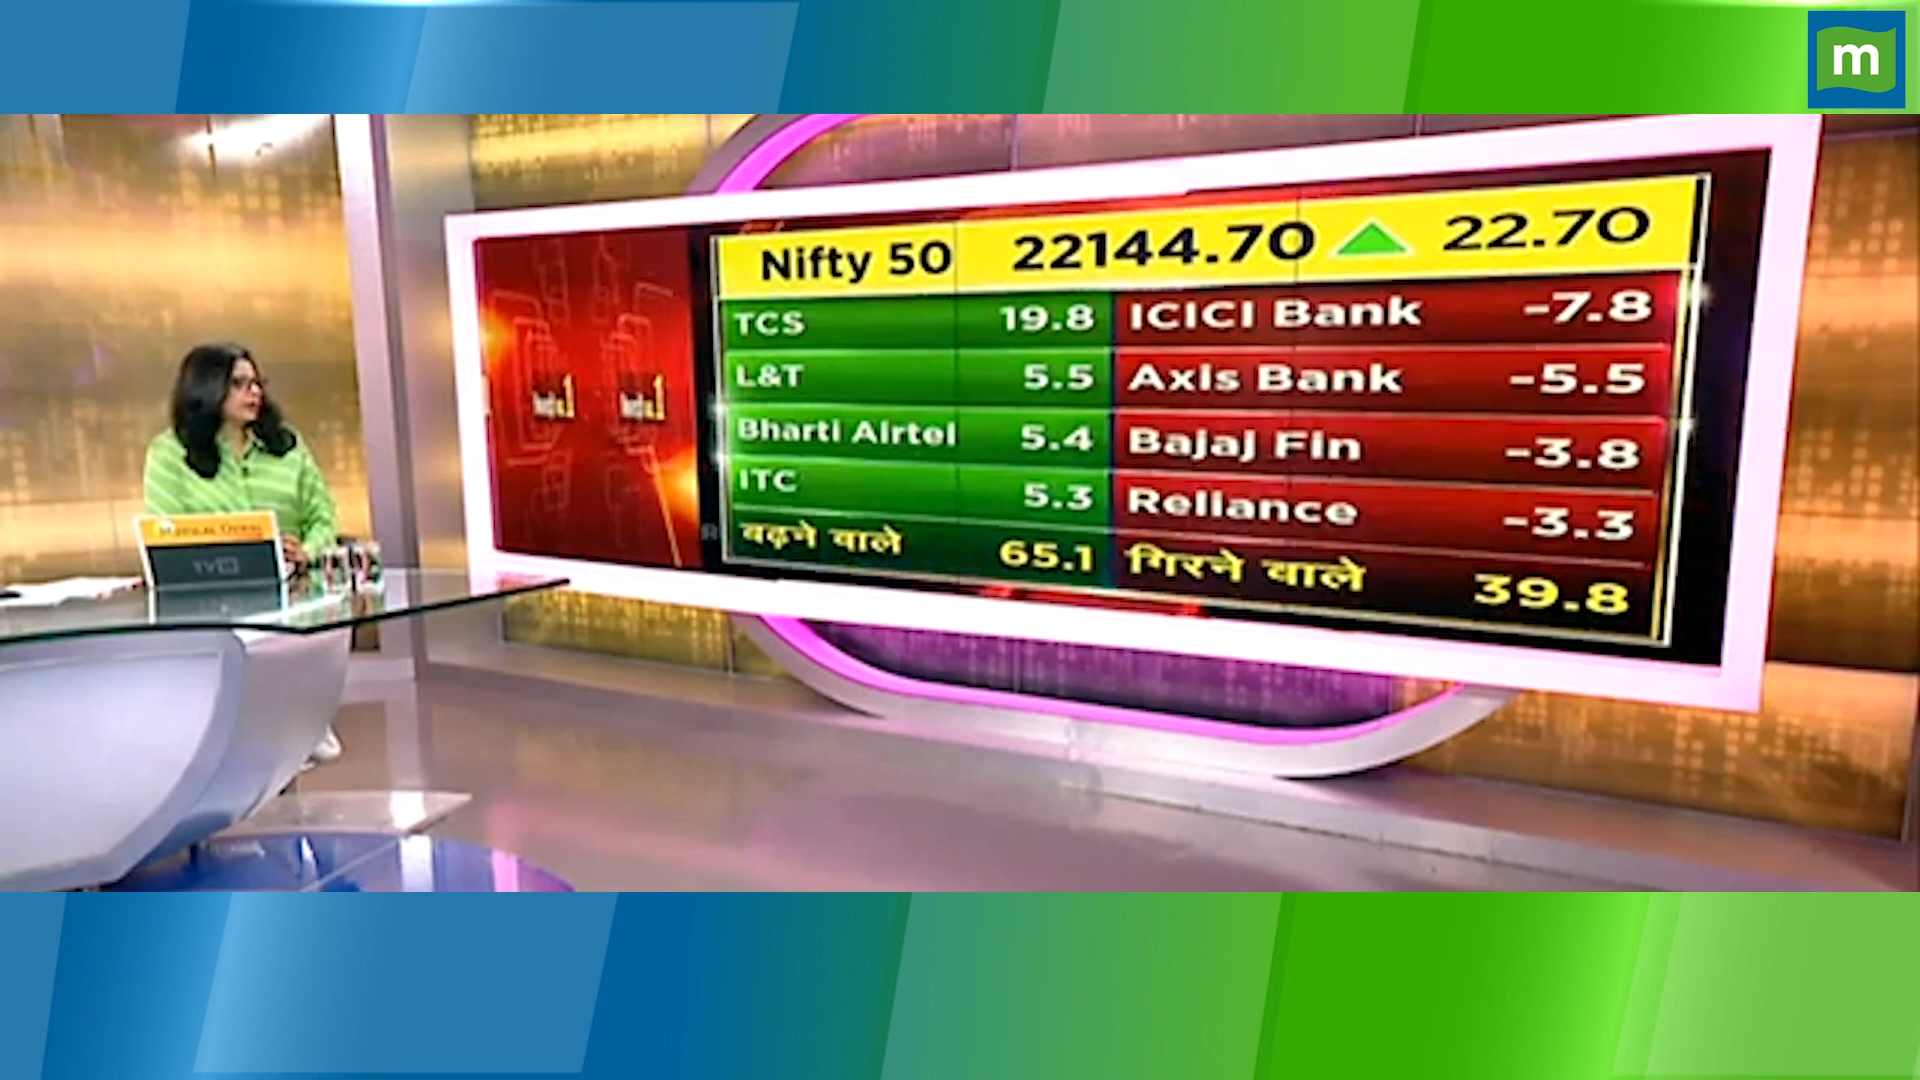 m
Nifty 50 22144.70 22.70
TCS 19.8 ICICI Bank -7.8
L&T 5.5 Axis Bank -5.5
Bharti Airtel 5.4 Bajaj Fin -3.8
ITC 5.3 Reliance -3.3
बढ़ने वाले 65.1 गिरने वाले 39.8